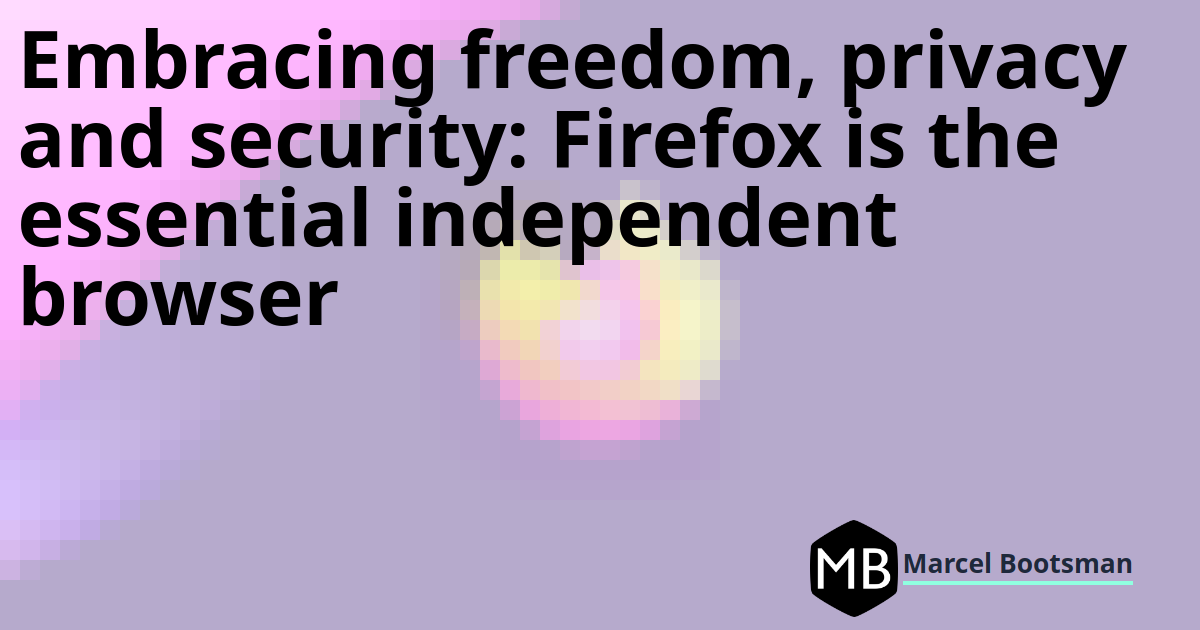 Embracing freedom, privacy
and security: Firefox is the
essential independent
browser
MB
Marcel Bootsman